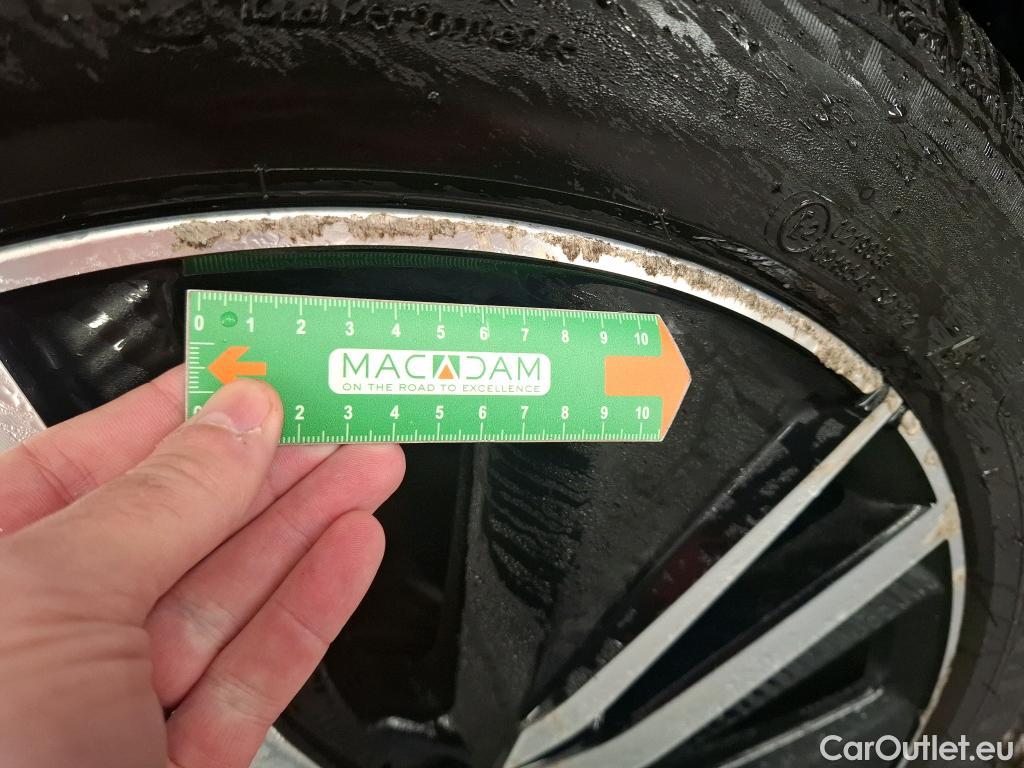 0 1 2 3 4 5 6 7 8 9 10
MACADAM
ON THE ROAD TO EXCELLENCE
0 2 3 4 5 6 7 8 9 10
CarOutlet.eu